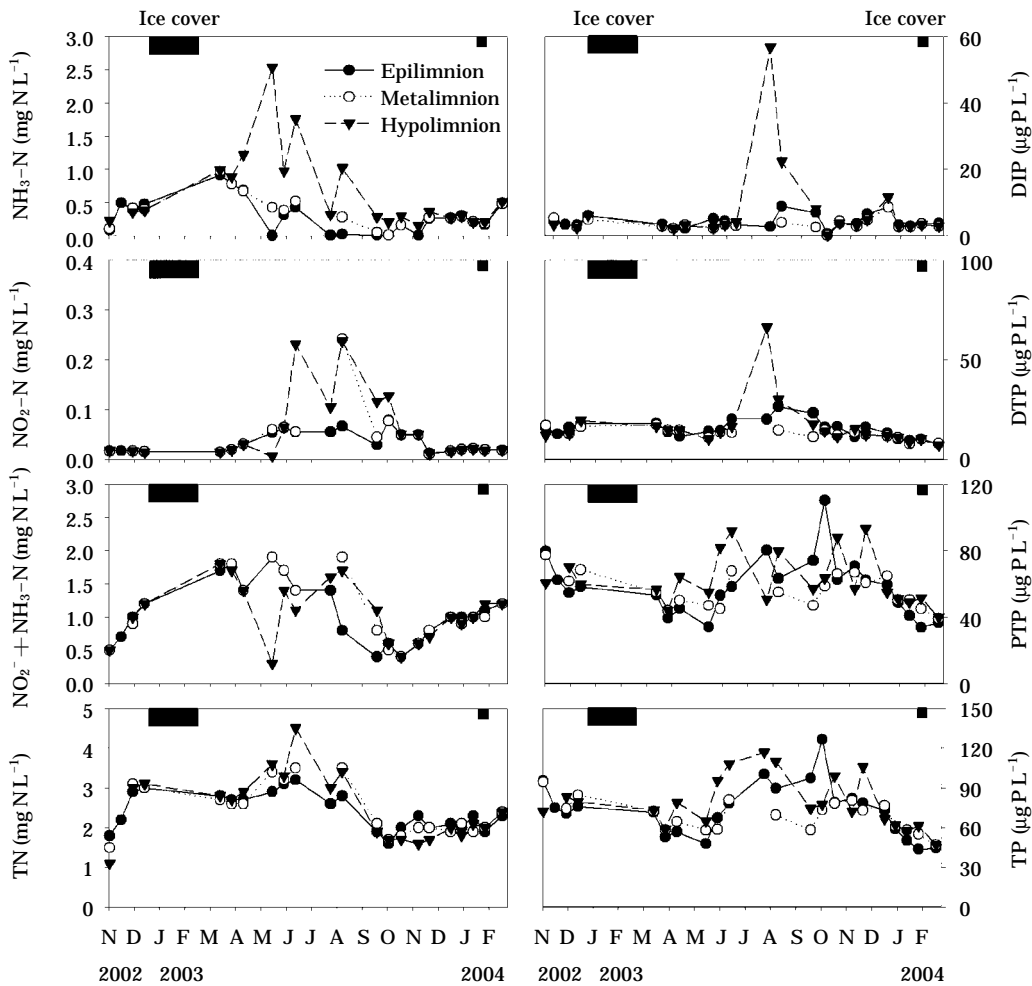 Ice cover
Ice cover
Ice cover
NH₃–N (mg N L⁻¹)
3.0
2.5
2.0
1.5
1.0
0.5
0.0
Epilimnion
Metalimnion
Hypolimnion
60
40
20
0
DIP (µg P L⁻¹)
NO₂–N (mg N L⁻¹)
0.4
0.3
0.2
0.1
0.0
100
50
0
DTP (µg P L⁻¹)
NO₂⁻ + NH₃–N (mg N L⁻¹)
3.0
2.5
2.0
1.5
1.0
0.5
0.0
120
80
40
0
PTP (µg P L⁻¹)
TN (mg N L⁻¹)
5
4
3
2
1
0
150
120
90
60
30
0
TP (µg P L⁻¹)
N D J F M A M J J A S O N D J F
N D J F M A M J J A S O N D J F
2002 2003 2004
2002 2003 2004